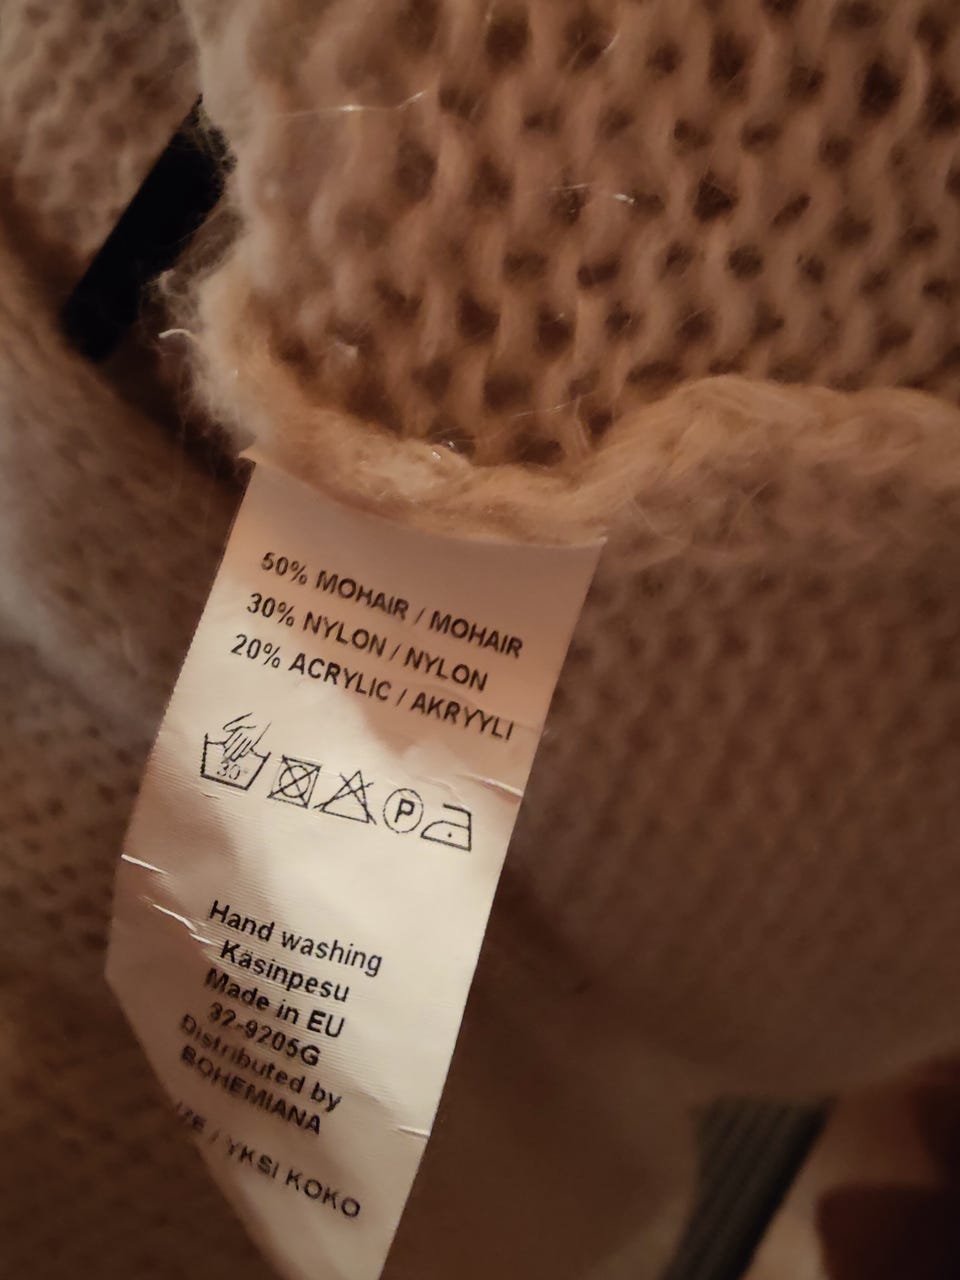 50% MOHAIR / MOHAIR
30% NYLON / NYLON
20% ACRYLIC / AKRYYLI
30°
P
Hand washing
Käsinpesu
Made in EU
32-9205G
Distributed by
BOHEMIANA
/ YKSI KOKO